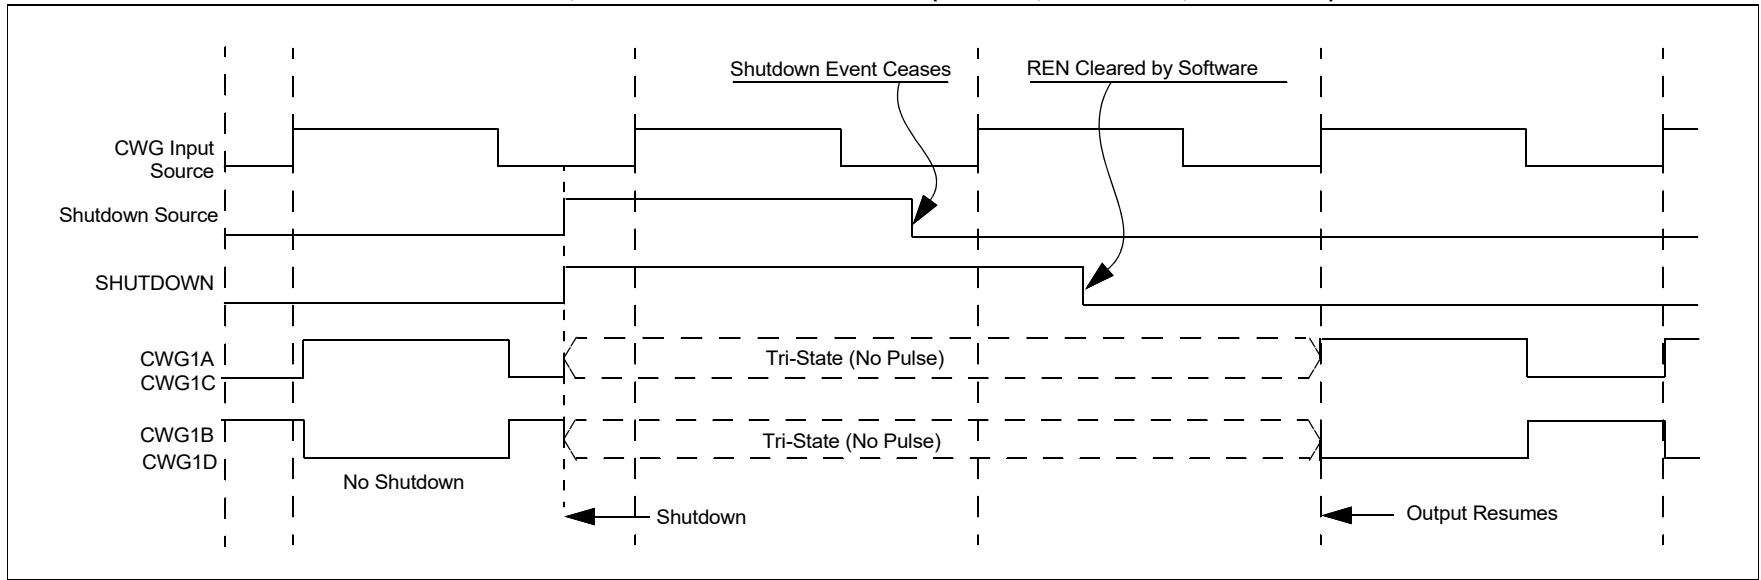 Shutdown Event Ceases
REN Cleared by Software
CWG Input
Source
Shutdown Source
SHUTDOWN
CWG1A
CWG1C
Tri-State (No Pulse)
CWG1B
CWG1D
Tri-State (No Pulse)
No Shutdown
Shutdown
Output Resumes